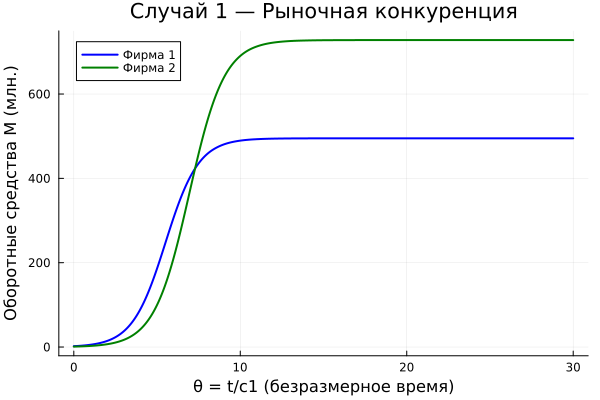 Случай 1 — Рыночная конкуренция
Оборотные средства M (млн.)
Фирма 1
Фирма 2
600
400
200
0
0 10 20 30
θ = t/c1 (безразмерное время)